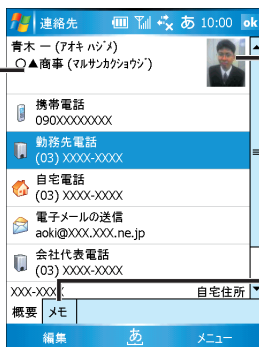 連絡先 あ 10:00 ok
青木 一 (アオキ ハジメ)
○▲商事 (マルサンカクショウジ)
携帯電話
090XXXXXXXX
勤務先電話
(03) XXXX-XXXX
自宅電話
(03) XXXX-XXXX
電子メールの送信
aoki@XXX.XXX.ne.jp
会社代表電話
(03) XXXX-XXXX
XXX-XXXX 自宅住所
概要 メモ
編集 あ メニュー